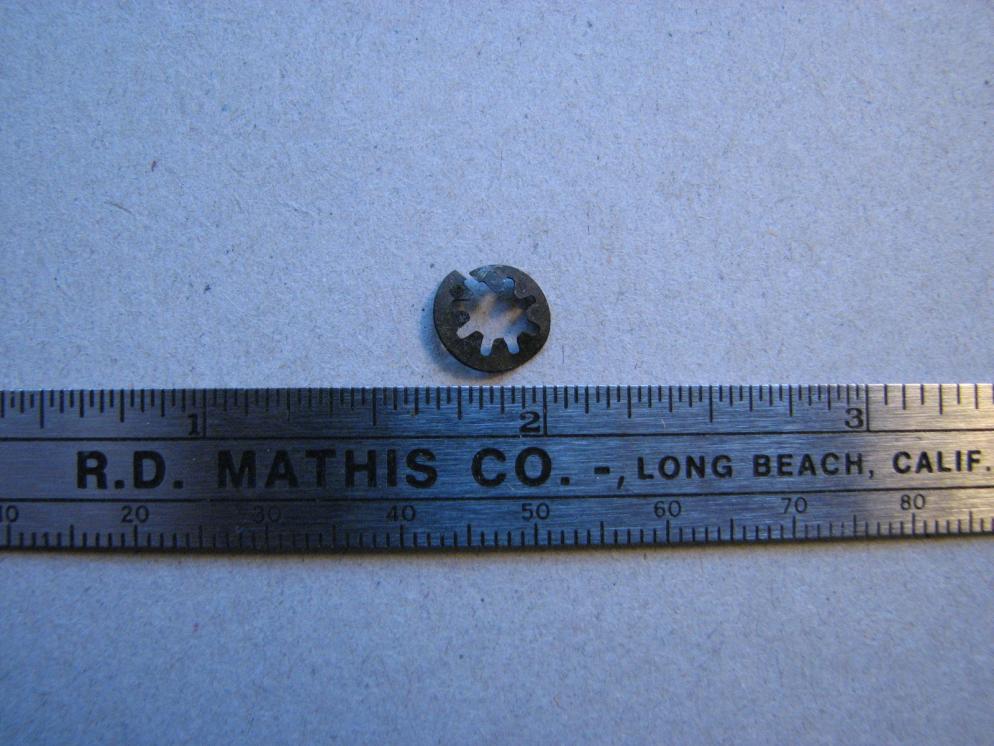 1 2 3
R.D. MATHIS CO. -, LONG BEACH, CALIF.
10 20 30 40 50 60 70 80